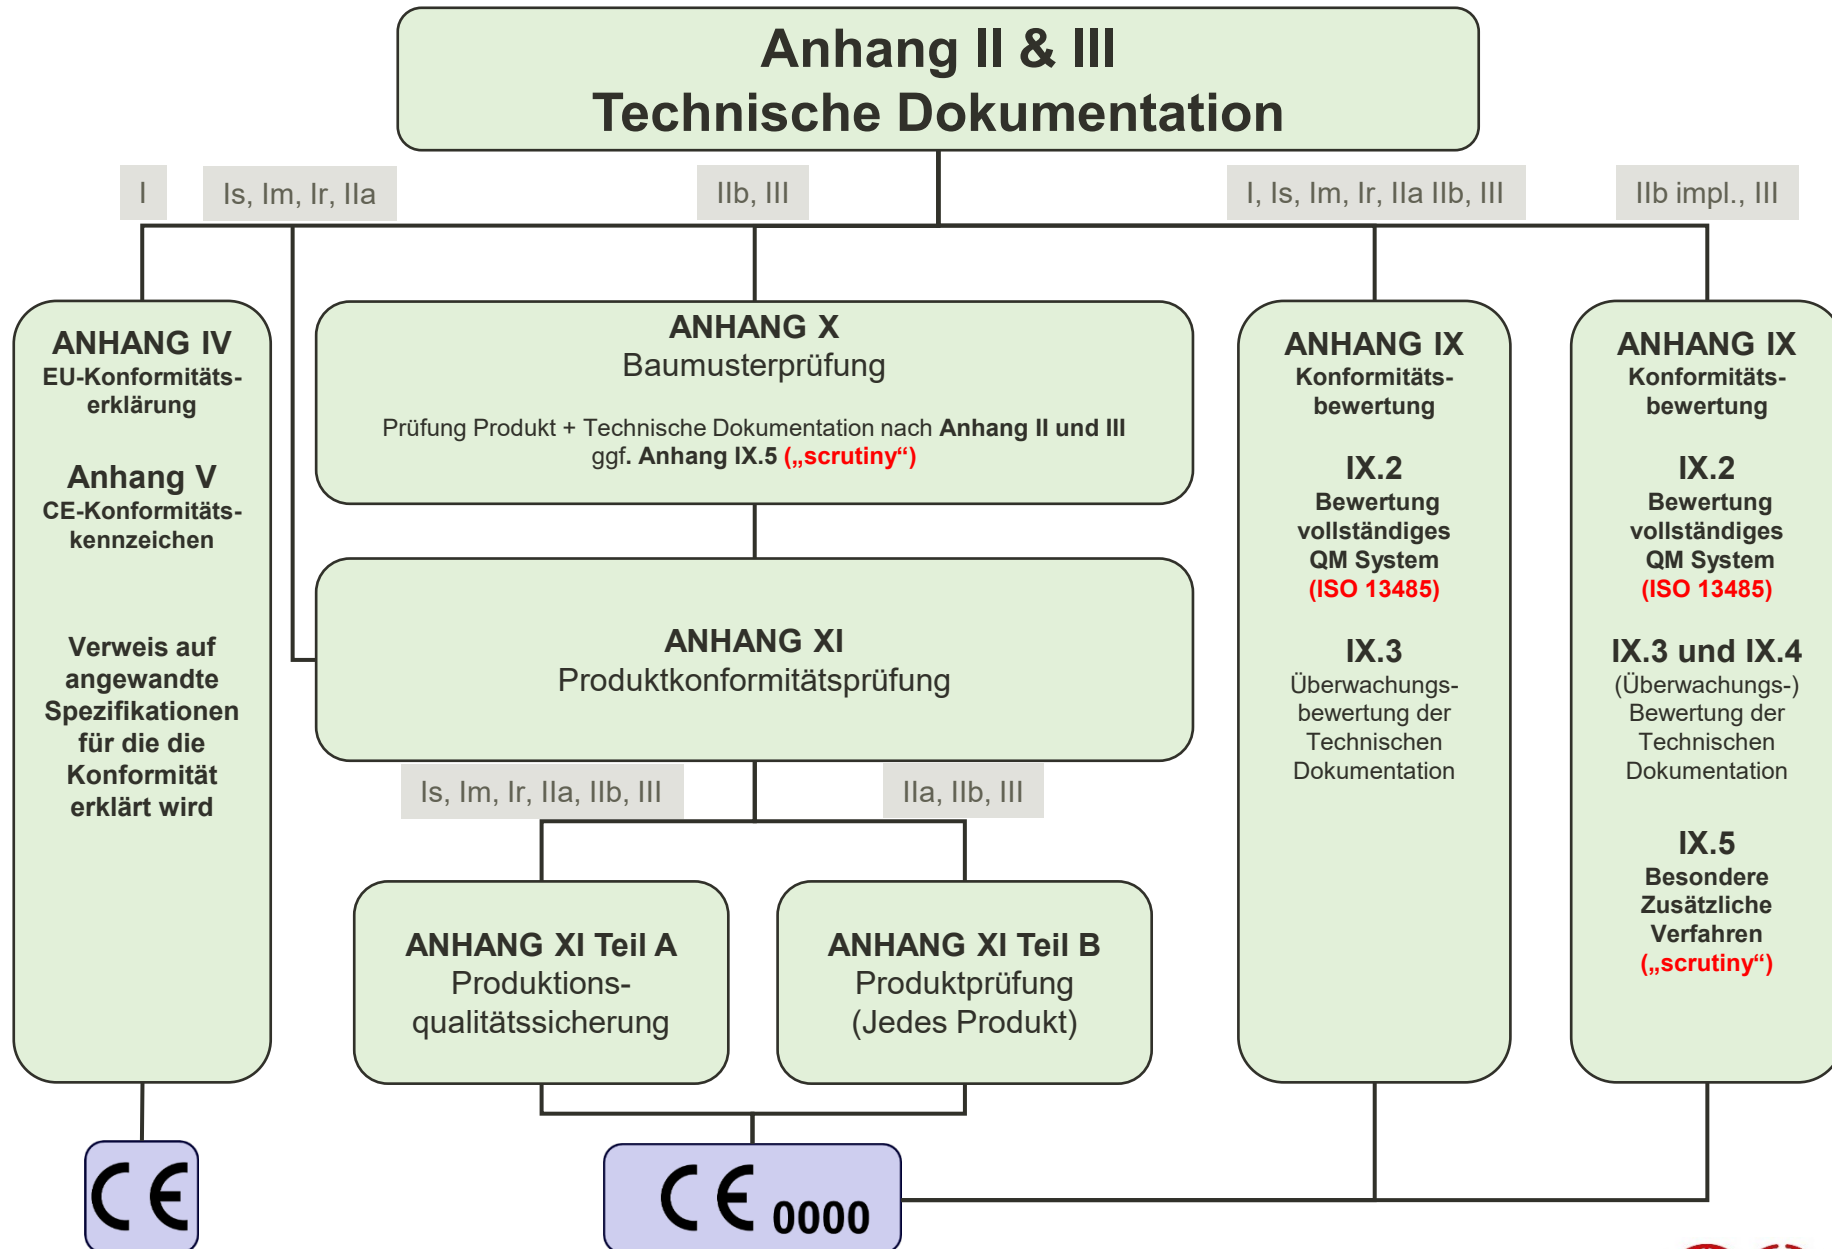 Anhang II & III
Technische Dokumentation
I
Is, Im, Ir, IIa
IIb, III
I, Is, Im, Ir, IIa IIb, III
IIb impl., III
ANHANG IV
EU-Konformitäts-
erklärung
Anhang V
CE-Konformitäts-
kennzeichen
Verweis auf
angewandte
Spezifikationen
für die die
Konformität
erklärt wird
ANHANG X
Baumusterprüfung
Prüfung Produkt + Technische Dokumentation nach Anhang II und III
ggf. Anhang IX.5 („scrutiny“)
ANHANG XI
Produktkonformitätsprüfung
Is, Im, Ir, IIa, IIb, III
IIa, IIb, III
ANHANG XI Teil A
Produktions-
qualitätssicherung
ANHANG XI Teil B
Produktprüfung
(Jedes Produkt)
ANHANG IX
Konformitäts-
bewertung
IX.2
Bewertung
vollständiges
QM System
(ISO 13485)
IX.3
Überwachungs-
bewertung der
Technischen
Dokumentation
ANHANG IX
Konformitäts-
bewertung
IX.2
Bewertung
vollständiges
QM System
(ISO 13485)
IX.3 und IX.4
(Überwachungs-)
Bewertung der
Technischen
Dokumentation
IX.5
Besondere
Zusätzliche
Verfahren
(„scrutiny“)
CE
CE 0000